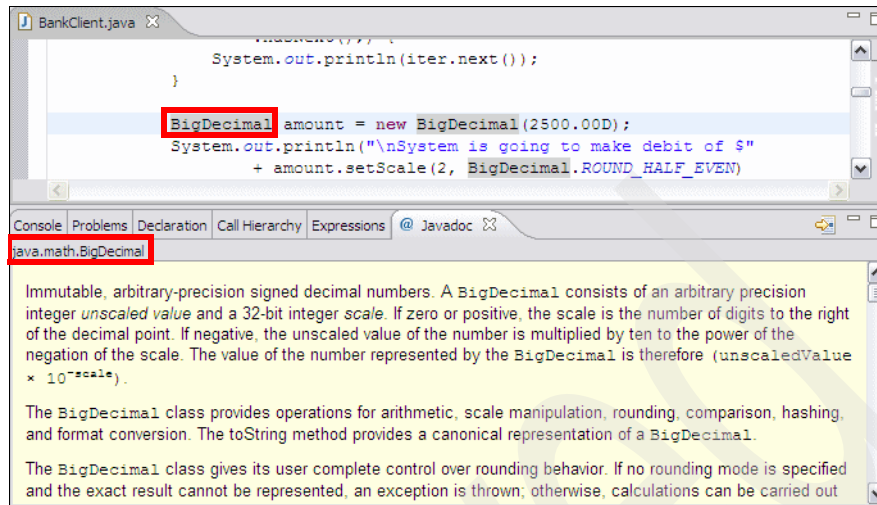 BankClient.java
System.out.println(iter.next());
}
BigDecimal amount = new BigDecimal(2500.00D);
System.out.println("\nSystem is going to make debit of $"
+ amount.setScale(2, BigDecimal.ROUND_HALF_EVEN)
Console Problems Declaration Call Hierarchy Expressions @ Javadoc
java.math.BigDecimal
Immutable, arbitrary-precision signed decimal numbers. A BigDecimal consists of an arbitrary precision
integer unscaled value and a 32-bit integer scale. If zero or positive, the scale is the number of digits to the right
of the decimal point. If negative, the unscaled value of the number is multiplied by ten to the power of the
negation of the scale. The value of the number represented by the BigDecimal is therefore (unscaledValue
× 10^-scale).
The BigDecimal class provides operations for arithmetic, scale manipulation, rounding, comparison, hashing,
and format conversion. The toString method provides a canonical representation of a BigDecimal.
The BigDecimal class gives its user complete control over rounding behavior. If no rounding mode is specified
and the exact result cannot be represented, an exception is thrown; otherwise, calculations can be carried out